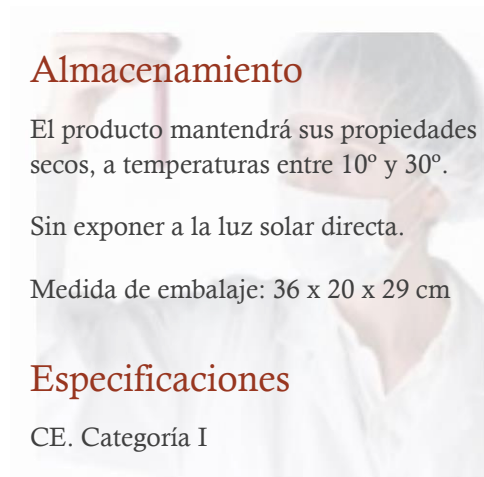 Almacenamiento
El producto mantendrá sus propiedades
secos, a temperaturas entre 10º y 30º.
Sin exponer a la luz solar directa.
Medida de embalaje: 36 x 20 x 29 cm
Especificaciones
CE. Categoría I